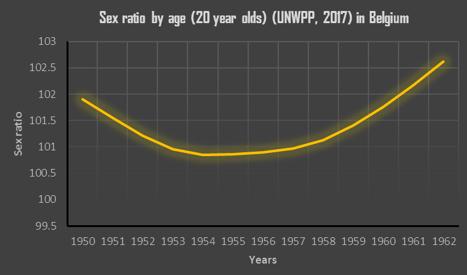 Sex ratio by age (20 year olds) (UNWPP, 2017) in Belgium
103
102.5
102
101.5
101
100.5
100
99.5
Sex ratio
1950 1951 1952 1953 1954 1955 1956 1957 1958 1959 1960 1961 1962
Years